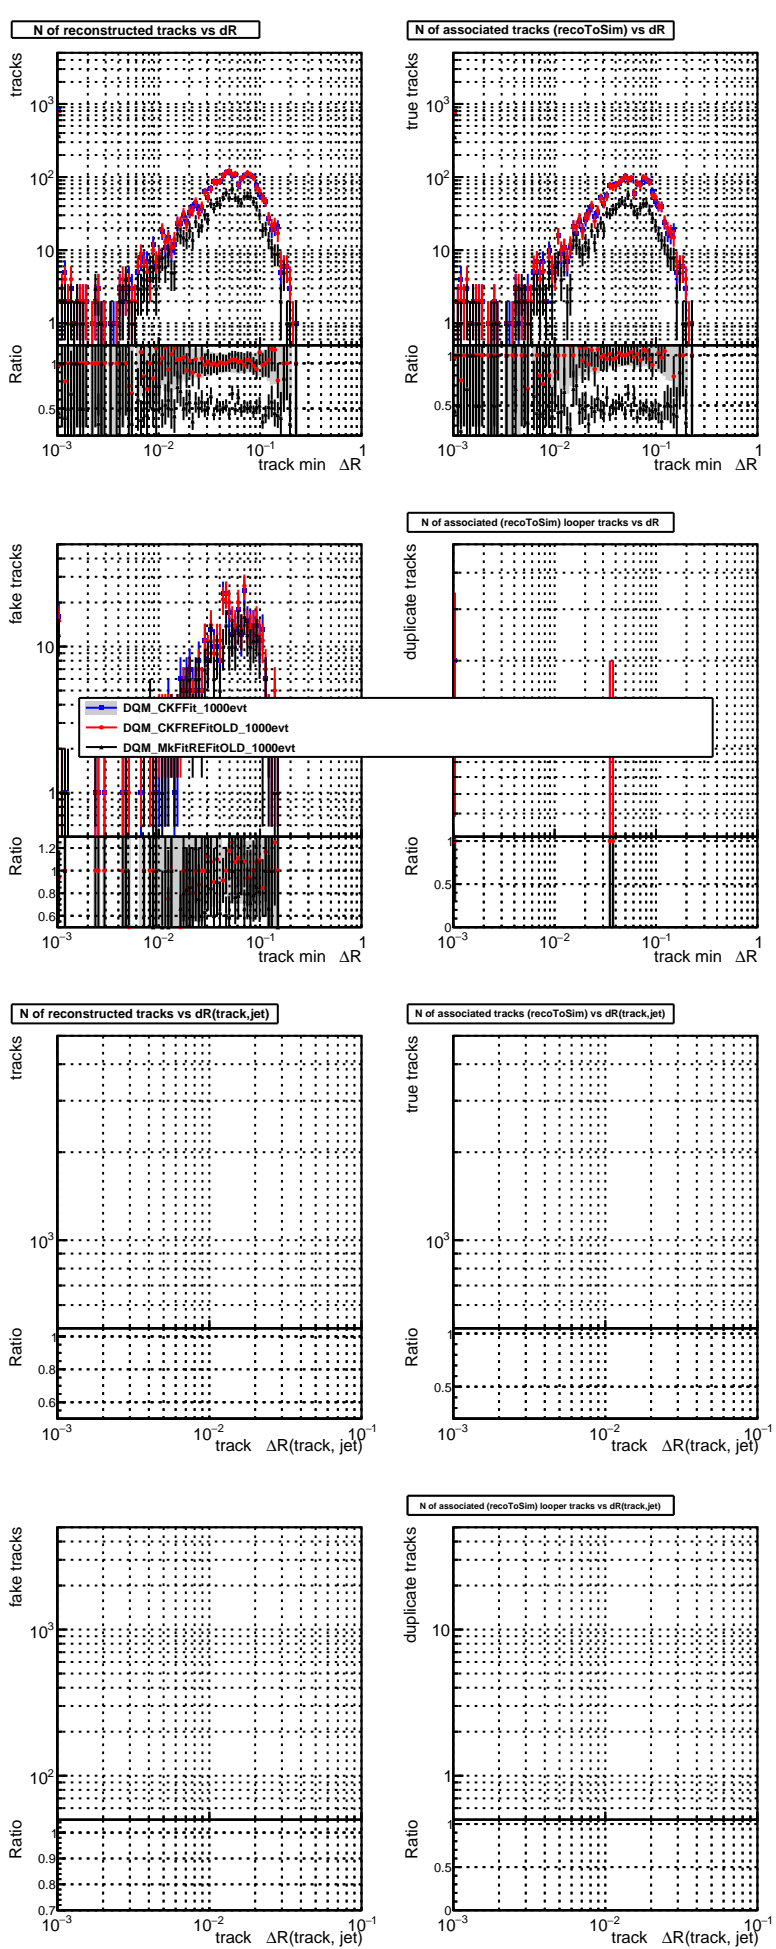 N of reconstructed tracks vs dR
N of associated tracks (recoToSim) vs dR
tracks
10³
10²
10
1
Ratio
1
0.5
10⁻³ 10⁻² 10⁻¹ 1
track min ΔR
true tracks
10³
10²
10
1
Ratio
1
0.5
10⁻³ 10⁻² 10⁻¹ 1
track min ΔR
N of associated (recoToSim) looper tracks vs dR
fake tracks
10
1
Ratio
1.2
1
0.8
0.6
10⁻³ 10⁻² 10⁻¹ 1
track min ΔR
duplicate tracks
Ratio
1
0.5
0
10⁻³ 10⁻² 10⁻¹ 1
track min ΔR
DQM_CKFFit_1000evt
DQM_CKFREFitOLD_1000evt
DQM_MkFitREFitOLD_1000evt
N of reconstructed tracks vs dR(track,jet)
N of associated tracks (recoToSim) vs dR(track,jet)
tracks
10³
Ratio
1
0.8
0.6
10⁻³ 10⁻² 10⁻¹
track ΔR(track, jet)
true tracks
10³
Ratio
1
0.5
10⁻³ 10⁻² 10⁻¹
track ΔR(track, jet)
N of associated (recoToSim) looper tracks vs dR(track,jet)
fake tracks
10³
10²
Ratio
1
0.9
0.8
0.7
10⁻³ 10⁻² 10⁻¹
track ΔR(track, jet)
duplicate tracks
10
1
Ratio
1
0.5
0
10⁻³ 10⁻² 10⁻¹
track ΔR(track, jet)